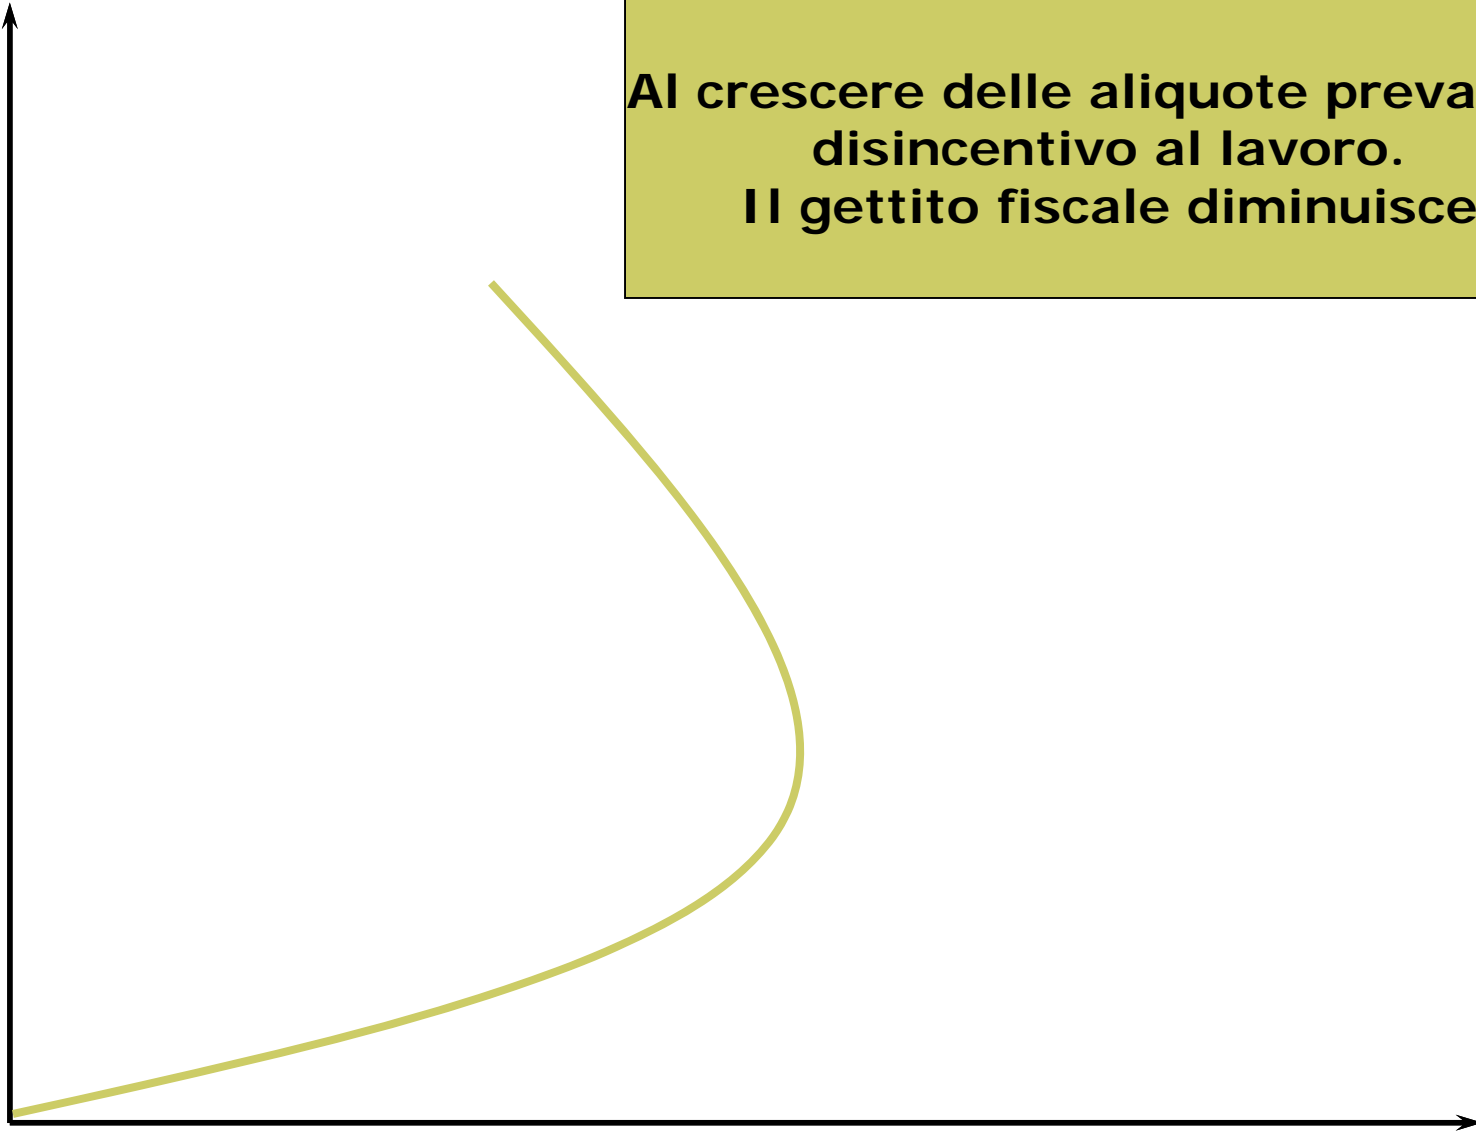 Al crescere delle aliquote preva
disincentivo al lavoro.
Il gettito fiscale diminuisce